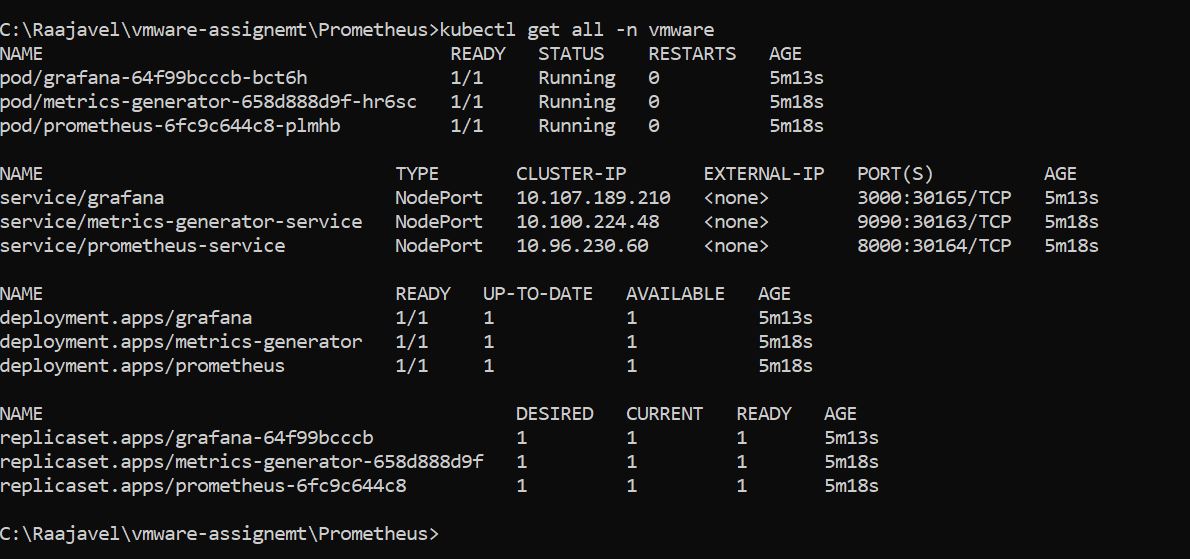 C:\Raajavel\vmware-assignemt\Prometheus>kubectl get all -n vmware
NAME READY STATUS RESTARTS AGE
pod/grafana-64f99bcccb-bct6h 1/1 Running 0 5m13s
pod/metrics-generator-658d888d9f-hr6sc 1/1 Running 0 5m18s
pod/prometheus-6fc9c644c8-plmhb 1/1 Running 0 5m18s
NAME TYPE CLUSTER-IP EXTERNAL-IP PORT(S) AGE
service/grafana NodePort 10.107.189.210 <none> 3000:30165/TCP 5m13s
service/metrics-generator-service NodePort 10.100.224.48 <none> 9090:30163/TCP 5m18s
service/prometheus-service NodePort 10.96.230.60 <none> 8000:30164/TCP 5m18s
NAME READY UP-TO-DATE AVAILABLE AGE
deployment.apps/grafana 1/1 1 1 5m13s
deployment.apps/metrics-generator 1/1 1 1 5m18s
deployment.apps/prometheus 1/1 1 1 5m18s
NAME DESIRED CURRENT READY AGE
replicaset.apps/grafana-64f99bcccb 1 1 1 5m13s
replicaset.apps/metrics-generator-658d888d9f 1 1 1 5m18s
replicaset.apps/prometheus-6fc9c644c8 1 1 1 5m18s
C:\Raajavel\vmware-assignemt\Prometheus>